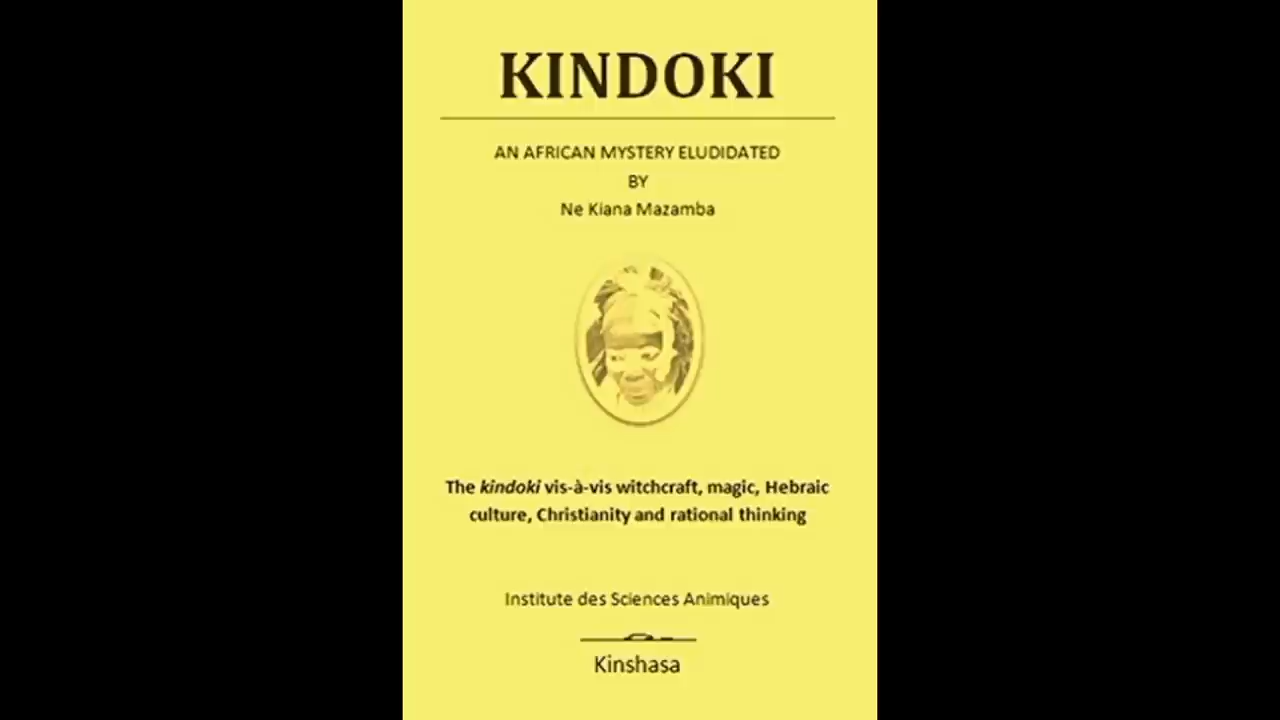 KINDOKI
AN AFRICAN MYSTERY ELUDIDATED
BY
Ne Kiana Mazamba
The kindoki vis-à-vis witchcraft, magic, Hebraic
culture, Christianity and rational thinking
Institute des Sciences Animiques
Kinshasa